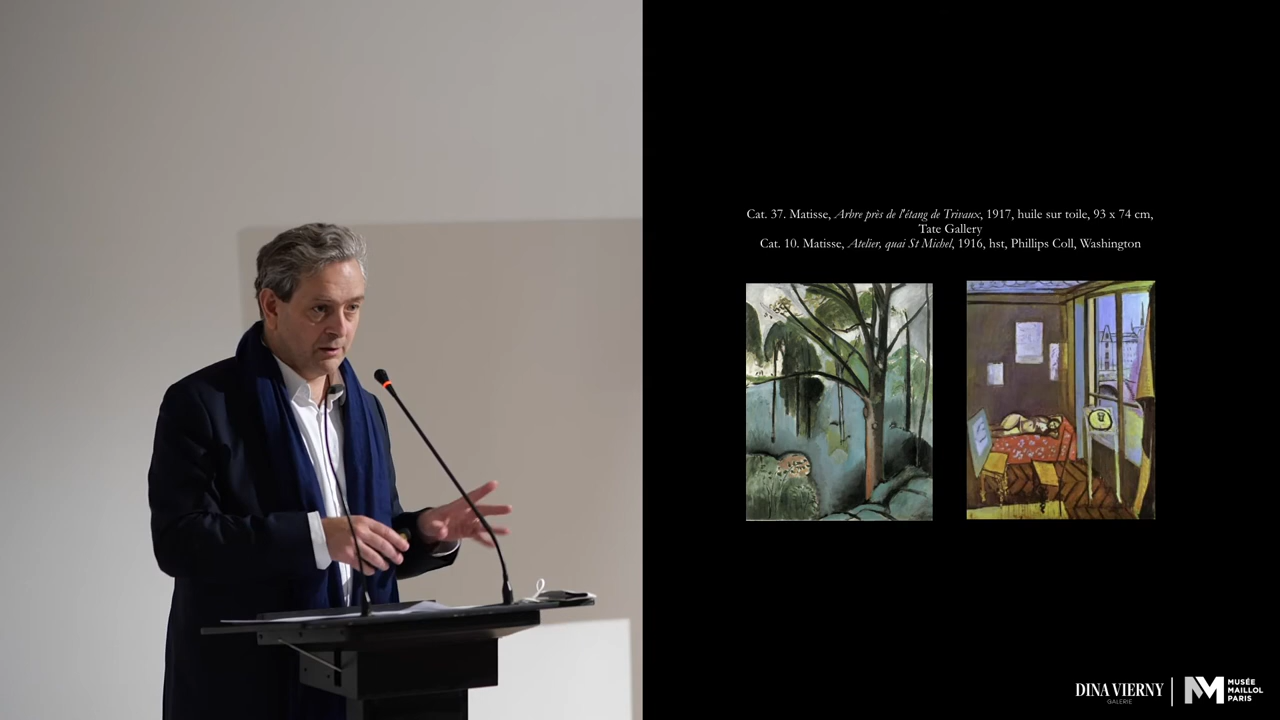 Cat. 37. Matisse, Arbre près de l'étang de Trivaux, 1917, huile sur toile, 93 x 74 cm,
Tate Gallery
Cat. 10. Matisse, Atelier, quai St Michel, 1916, hst, Phillips Coll, Washington
DINA VIERNY
GALERIE
MUSÉE
MAILLOL
PARIS